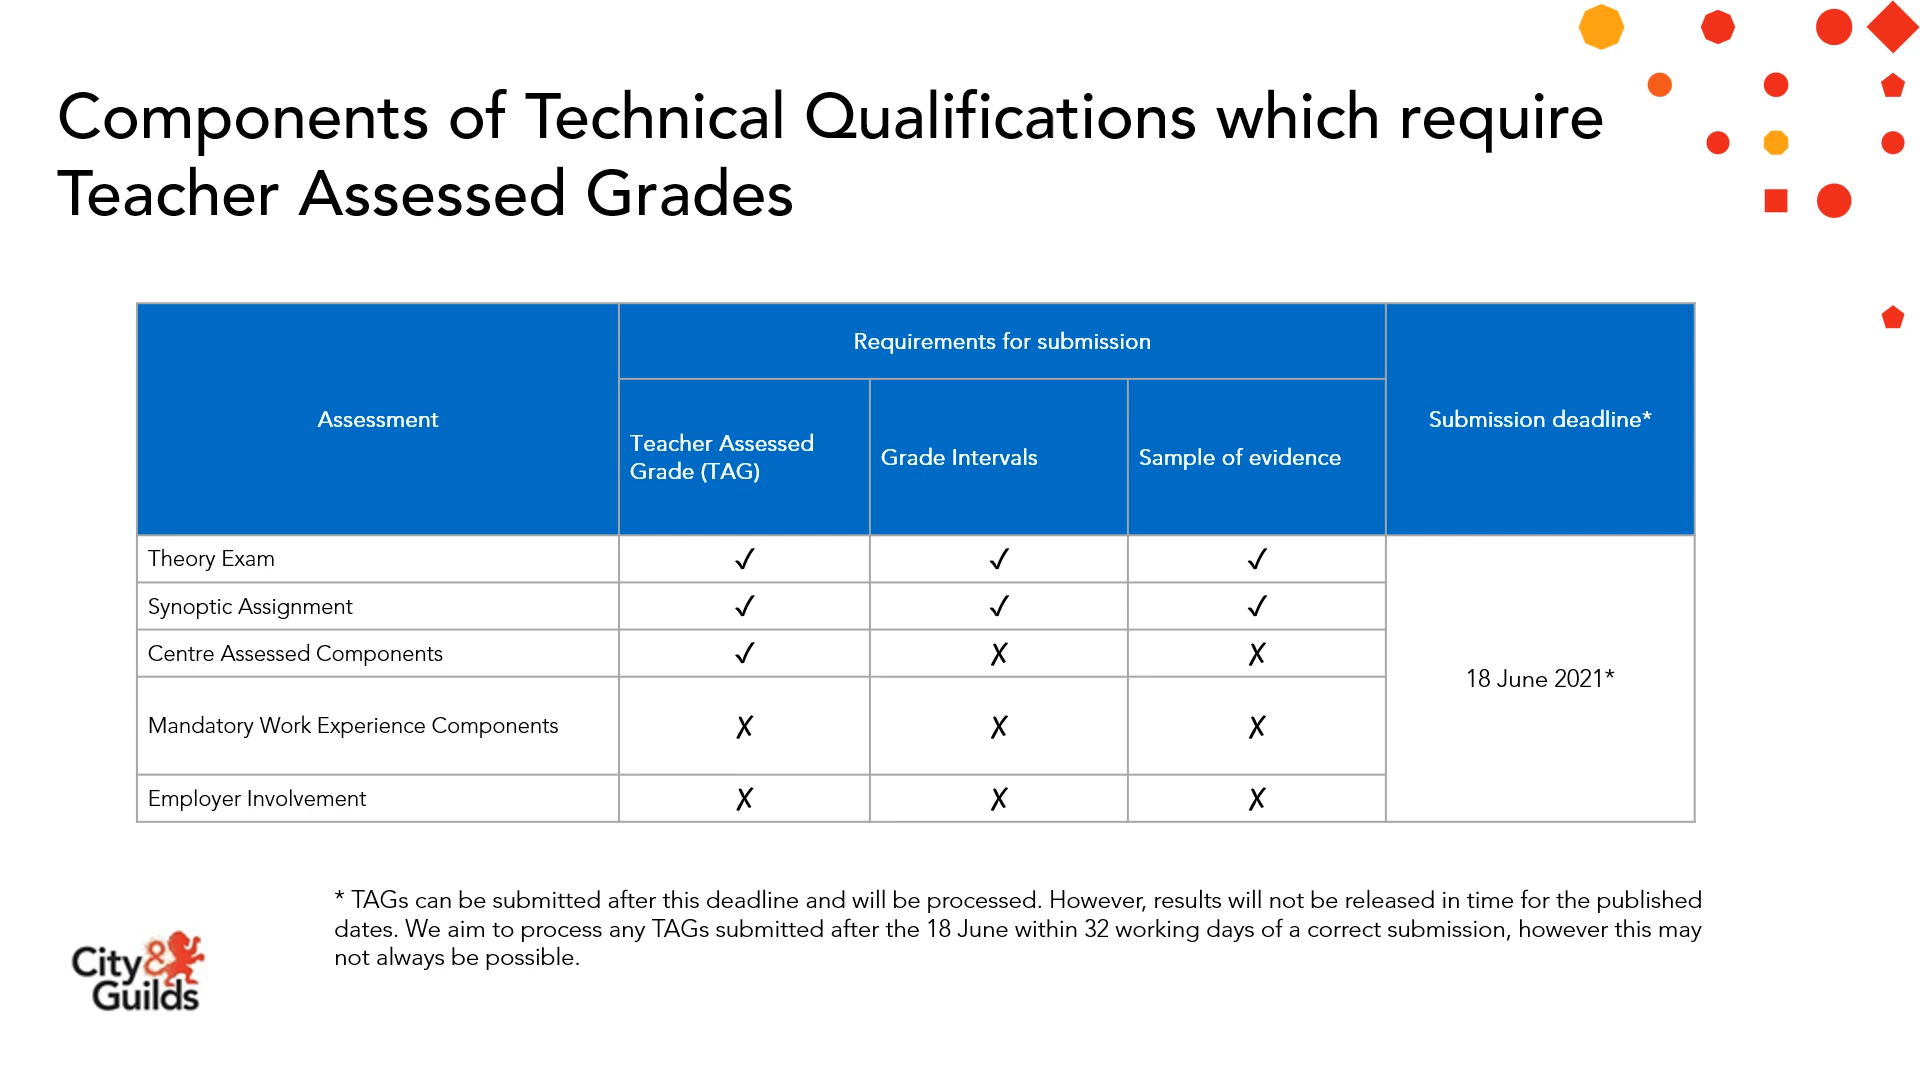 Components of Technical Qualifications which require
Teacher Assessed Grades
Assessment
Requirements for submission
Submission deadline*
Teacher Assessed
Grade (TAG)
Grade Intervals
Sample of evidence
Theory Exam ✓ ✓ ✓
Synoptic Assignment ✓ ✓ ✓
Centre Assessed Components ✓ ✗ ✗
18 June 2021*
Mandatory Work Experience Components ✗ ✗ ✗
Employer Involvement ✗ ✗ ✗
* TAGs can be submitted after this deadline and will be processed. However, results will not be released in time for the published
dates. We aim to process any TAGs submitted after the 18 June within 32 working days of a correct submission, however this may
not always be possible.
City&
Guilds